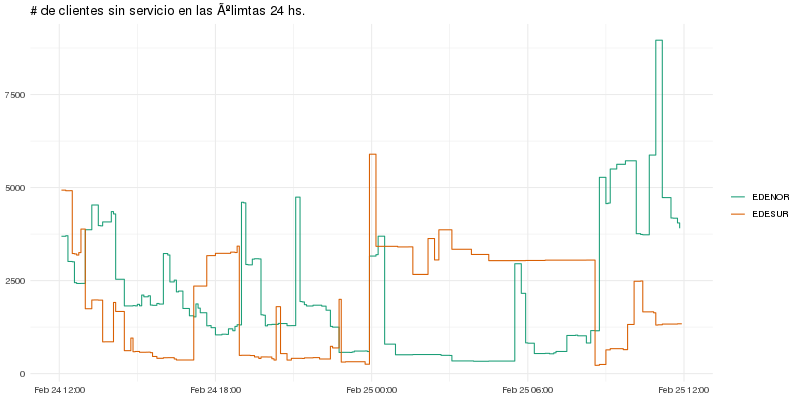 # de clientes sin servicio en las Ãºlimtas 24 hs.
7500
5000
2500
0
Feb 24 12:00
Feb 24 18:00
Feb 25 00:00
Feb 25 06:00
Feb 25 12:00
EDENOR
EDESUR